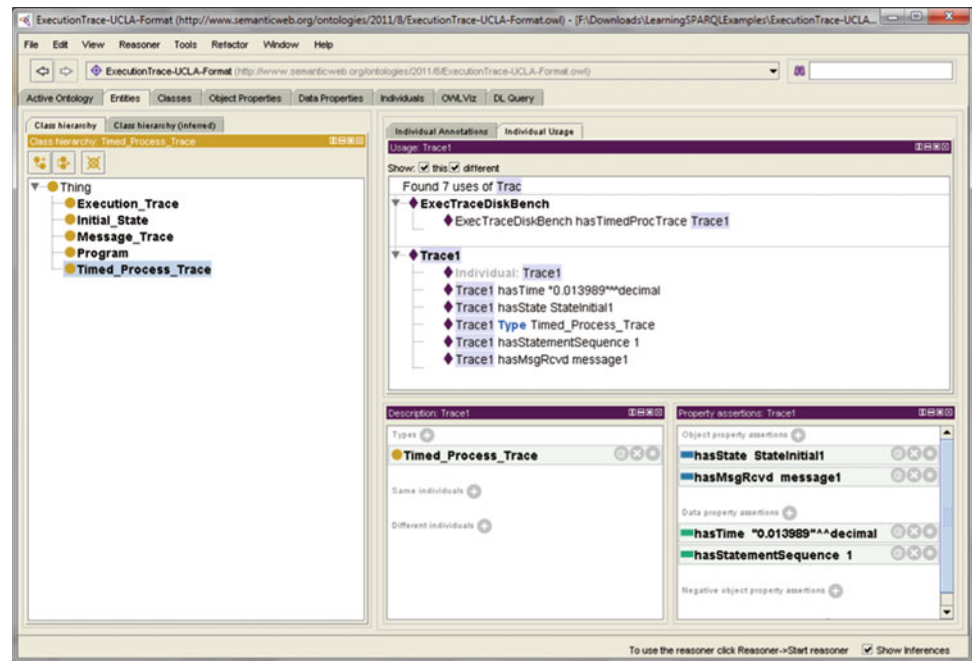 ExecutionTrace-UCLA-Format (http://www.semanticweb.org/ontologies/2011/8/ExecutionTrace-UCLA-Format.owl) - [F:\Downloads\LearningSPARQLExamples\ExecutionTrace-UCLA...
File Edit View Reasoner Tools Refactor Window Help
ExecutionTrace-UCLA-Format (http://www.semanticweb.org/ontologies/2011/8/ExecutionTrace-UCLA-Format.owl)
Active Ontology Entities Classes Object Properties Data Properties Individuals OWLViz DL Query
Class hierarchy Class hierarchy (inferred)
Class hierarchy: Timed_Process_Trace
Thing
Execution_Trace
Initial_State
Message_Trace
Program
Timed_Process_Trace
Individual Annotations Individual Usage
Usage: Trace1
Show: this different
Found 7 uses of Trac
ExecTraceDiskBench
ExecTraceDiskBench hasTimedProcTrace Trace1
Trace1
Individual: Trace1
Trace1 hasTime "0.013989"^^decimal
Trace1 hasState StateInitial1
Trace1 Type Timed_Process_Trace
Trace1 hasStatementSequence 1
Trace1 hasMsgRcvd message1
Description: Trace1
Types
Timed_Process_Trace
Same individuals
Different individuals
Property assertions: Trace1
Object property assertions
hasState StateInitial1
hasMsgRcvd message1
Data property assertions
hasTime "0.013989"^^decimal
hasStatementSequence 1
Negative object property assertions
To use the reasoner click Reasoner->Start reasoner Show Inferences